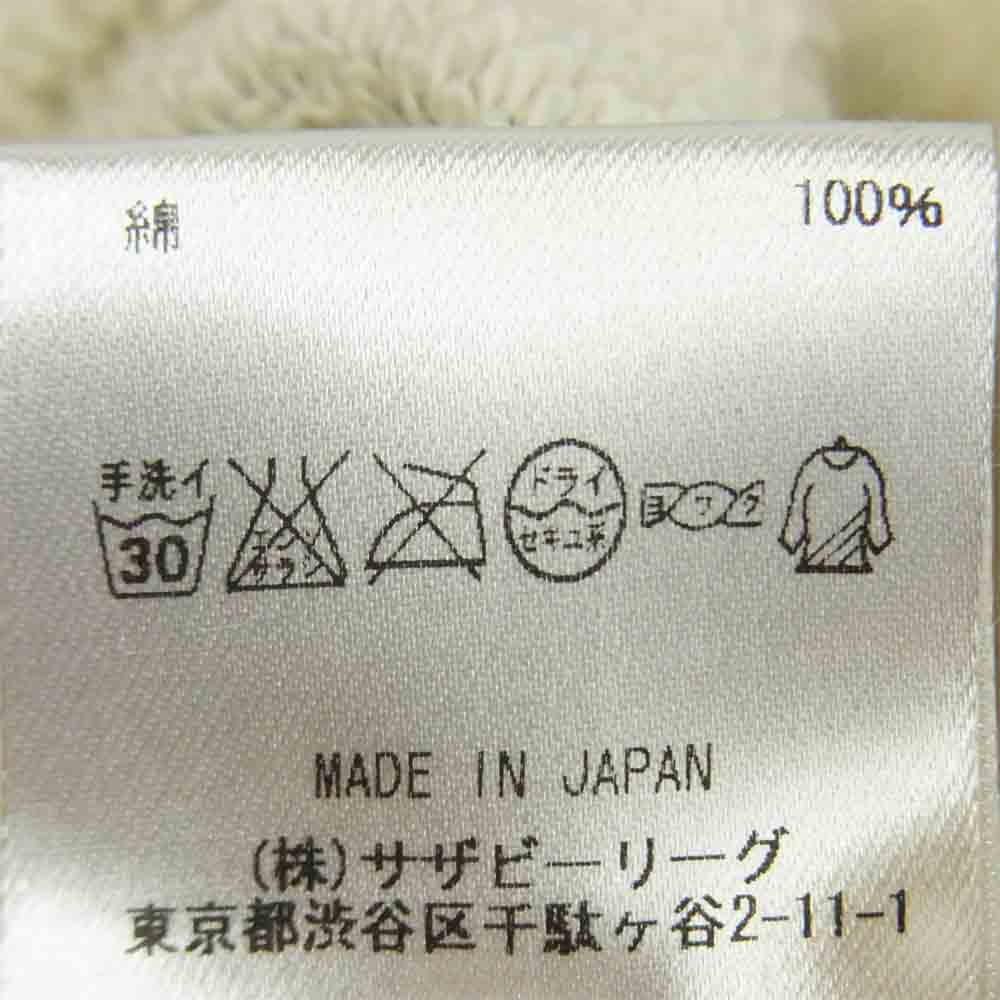 綿 100%
手洗イ
30
エンソ
サラシ
ドライ
セキユ系
ヨワク
MADE IN JAPAN
(株)サザビーリーグ
東京都渋谷区千駄ヶ谷2-11-1